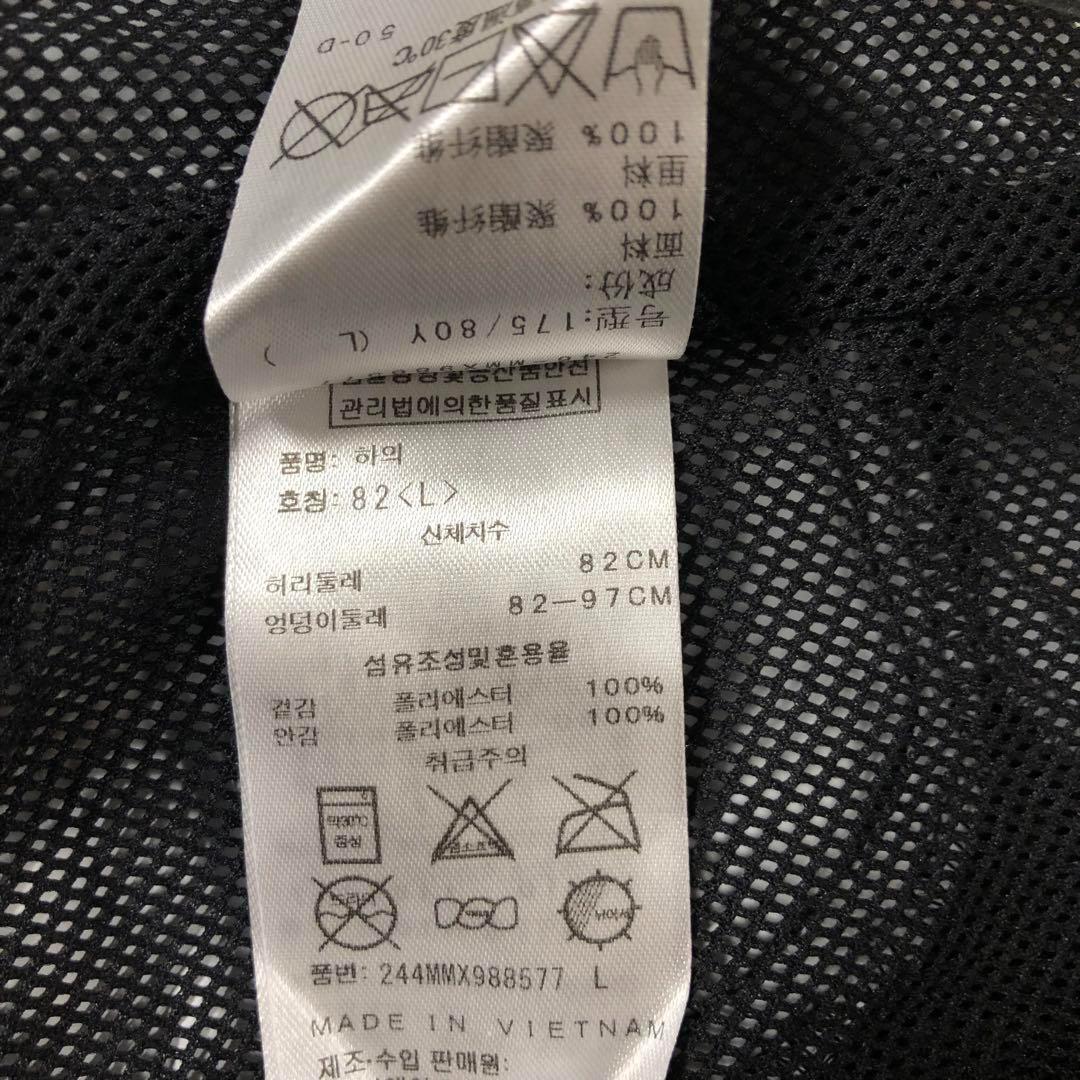 号型:175/80Y (L )
成份:
面料
100% 聚酯纤维
里料
100% 聚酯纤维
温度30℃
50-D
관리법에의한품질표시
품명: 하의
호칭: 82<L>
신체치수
허리둘레 82CM
엉덩이둘레 82-97CM
섬유조성및혼용율
겉감 폴리에스터 100%
안감 폴리에스터 100%
취급주의
약30℃
중성
품번: 244MMX988577 L
MADE IN VIETNAM
제조·수입 판매원: